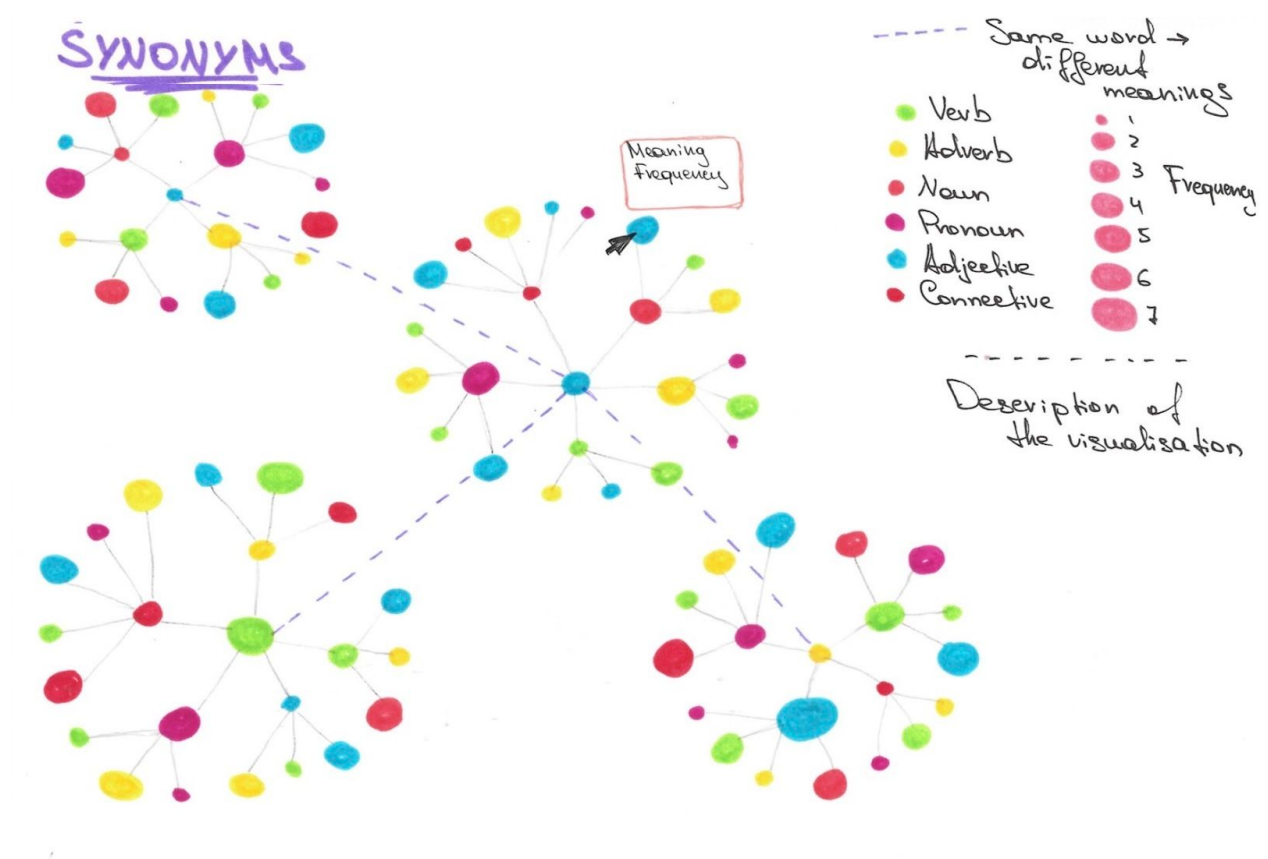 SYNONYMS
Meaning
Frequency
Same word →
different
meanings
Verb
Adverb
Noun
Pronoun
Adjective
Connective
1
2
3
4
5
6
7
Frequency
Description of
the visualisation